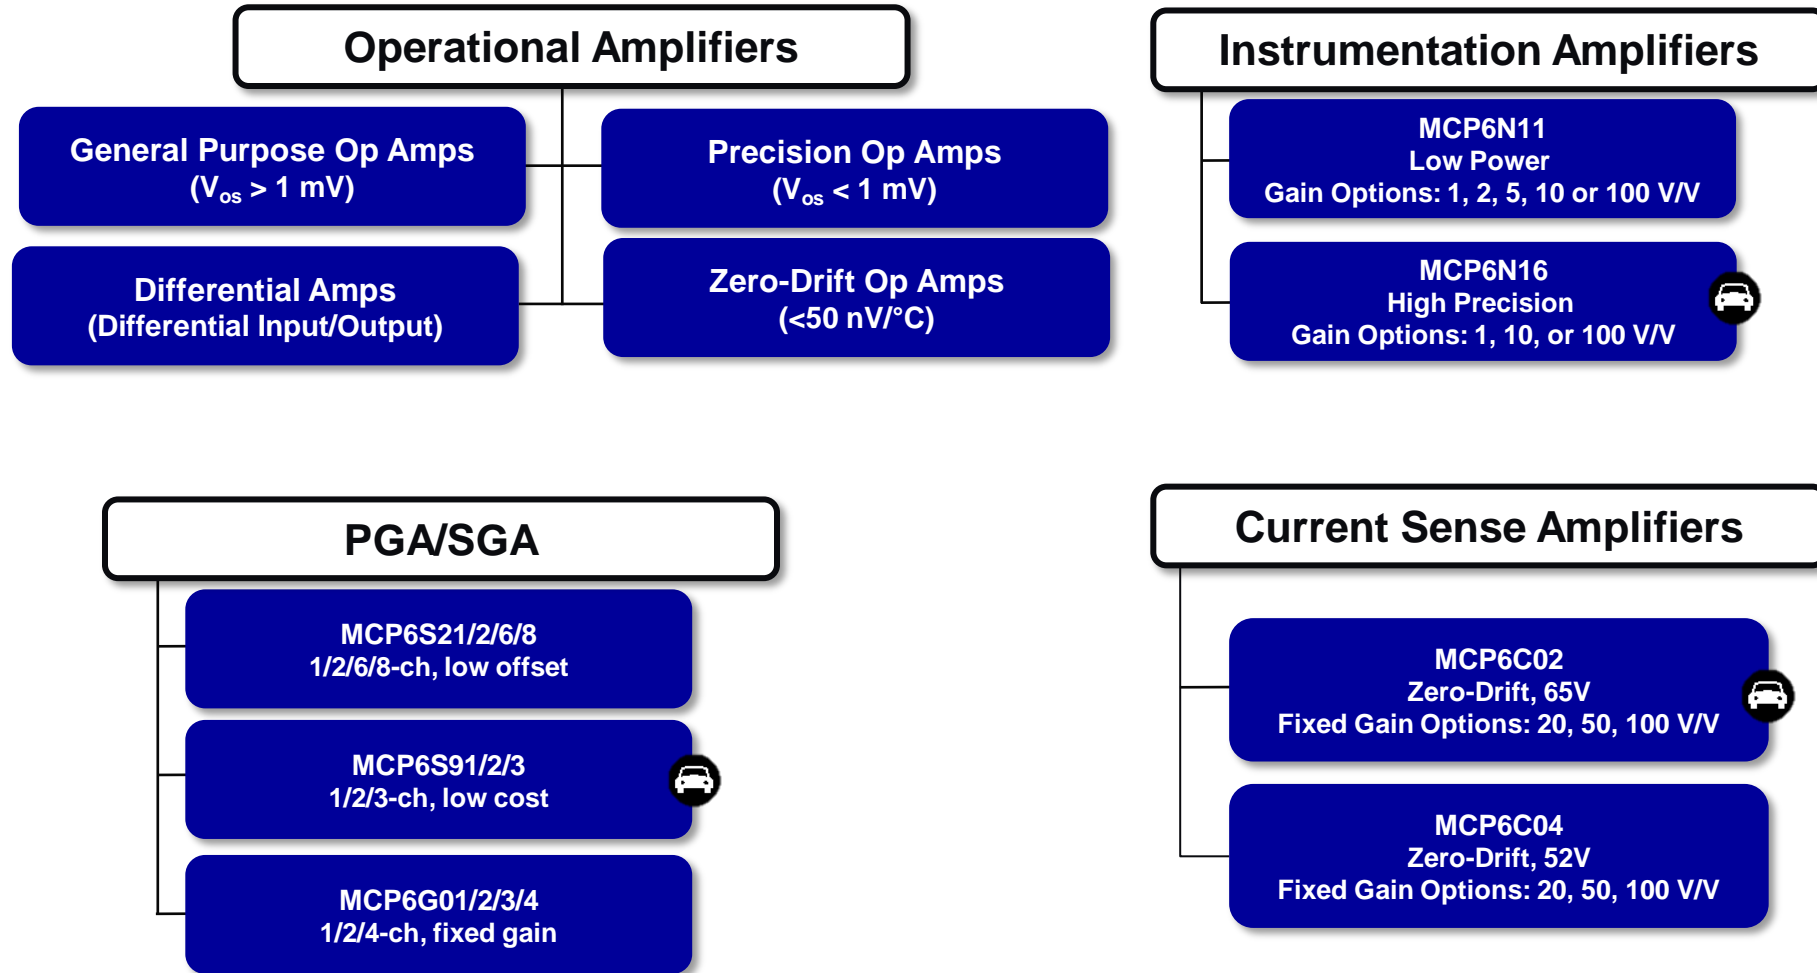 Operational Amplifiers
General Purpose Op Amps
(Vos > 1 mV)
Precision Op Amps
(Vos < 1 mV)
Differential Amps
(Differential Input/Output)
Zero-Drift Op Amps
(<50 nV/°C)
Instrumentation Amplifiers
MCP6N11
Low Power
Gain Options: 1, 2, 5, 10 or 100 V/V
MCP6N16
High Precision
Gain Options: 1, 10, or 100 V/V
PGA/SGA
MCP6S21/2/6/8
1/2/6/8-ch, low offset
MCP6S91/2/3
1/2/3-ch, low cost
MCP6G01/2/3/4
1/2/4-ch, fixed gain
Current Sense Amplifiers
MCP6C02
Zero-Drift, 65V
Fixed Gain Options: 20, 50, 100 V/V
MCP6C04
Zero-Drift, 52V
Fixed Gain Options: 20, 50, 100 V/V